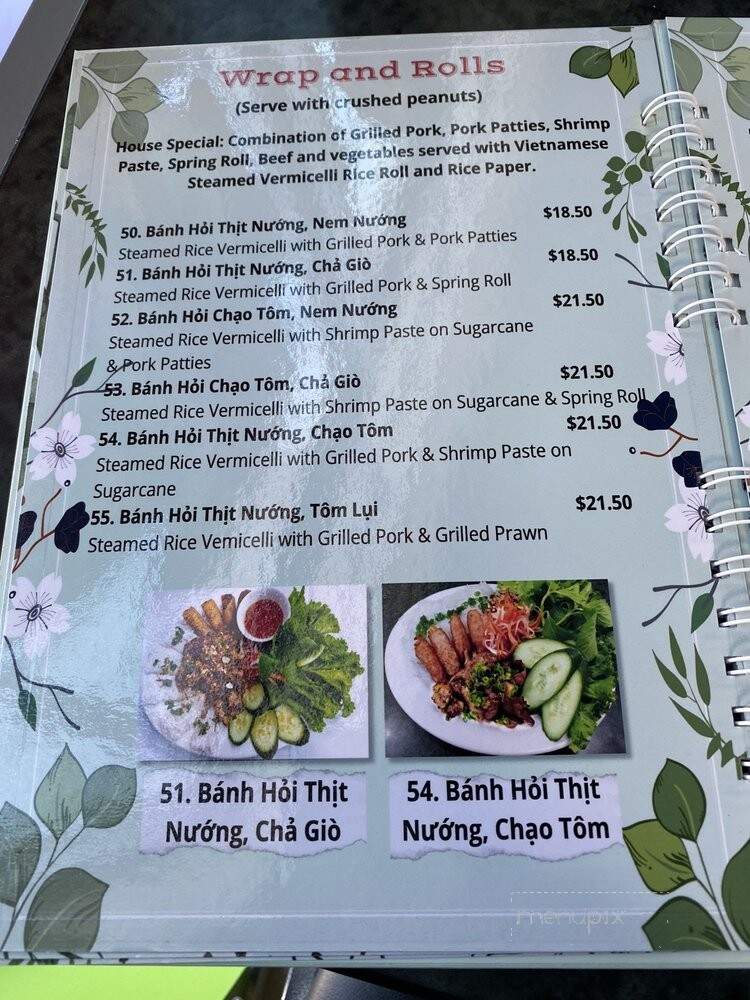 Wrap and Rolls
(Serve with crushed peanuts)
House Special: Combination of Grilled Pork, Pork Patties, Shrimp
Paste, Spring Roll, Beef and vegetables served with Vietnamese
Steamed Vermicelli Rice Roll and Rice Paper.
50. Bánh Hỏi Thịt Nướng, Nem Nướng $18.50
Steamed Rice Vermicelli with Grilled Pork & Pork Patties
51. Bánh Hỏi Thịt Nướng, Chả Giò $18.50
Steamed Rice Vermicelli with Grilled Pork & Spring Roll
52. Bánh Hỏi Chạo Tôm, Nem Nướng $21.50
Steamed Rice Vermicelli with Shrimp Paste on Sugarcane
& Pork Patties
53. Bánh Hỏi Chạo Tôm, Chả Giò $21.50
Steamed Rice Vermicelli with Shrimp Paste on Sugarcane & Spring Roll
54. Bánh Hỏi Thịt Nướng, Chạo Tôm $21.50
Steamed Rice Vermicelli with Grilled Pork & Shrimp Paste on
Sugarcane
55. Bánh Hỏi Thịt Nướng, Tôm Lụi $21.50
Steamed Rice Vemicelli with Grilled Pork & Grilled Prawn
51. Bánh Hỏi Thịt
Nướng, Chả Giò
54. Bánh Hỏi Thịt
Nướng, Chạo Tôm
menupix